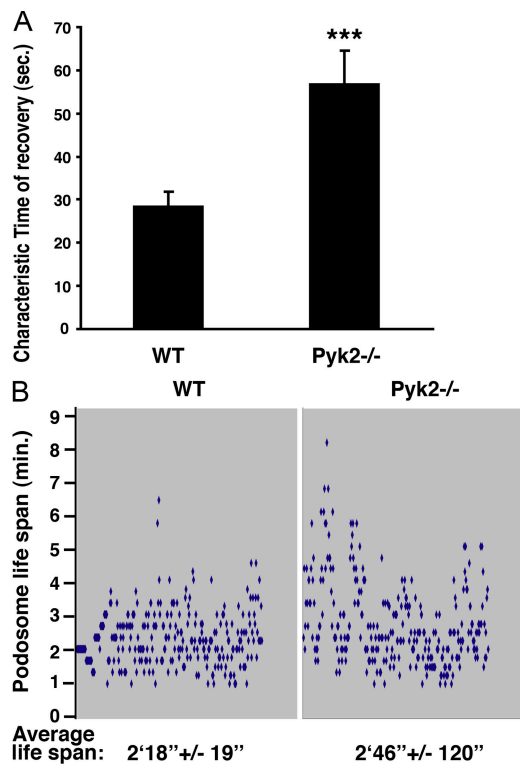 A
Characteristic Time of recovery (sec.)
70
60
50
40
30
20
10
0
***
WT
Pyk2-/-
B
WT
Pyk2-/-
Podosome life span (min.)
9
8
7
6
5
4
3
2
1
0
Average
life span: 2‘18”+/- 19” 2‘46”+/- 120”